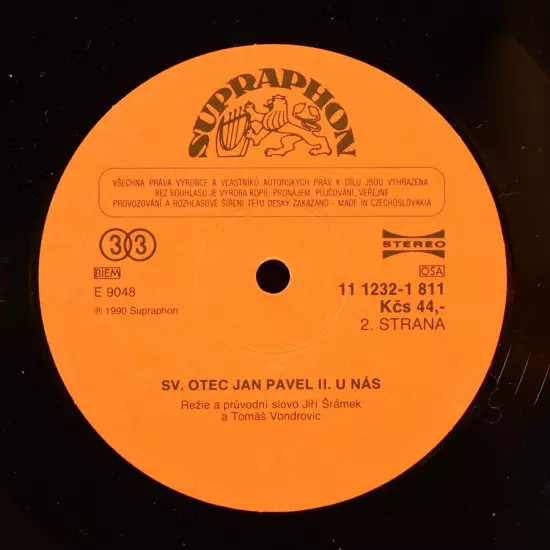 SUPRAPHON
VŠECHNA PRÁVA VÝROBCE A VLASTNÍKŮ AUTORSKÝCH PRÁV K DÍLU JSOU VYHRAZENA
BEZ SOUHLASU JE VÝROBA KOPIÍ, PRONÁJEM, PŮJČOVÁNÍ, VEŘEJNÉ
PROVOZOVÁNÍ A ROZHLASOVÉ ŠÍŘENÍ TÉTO DESKY ZAKÁZÁNO - MADE IN CZECHOSLOVAKIA
33
STEREO
BIEM
OSA
E 9048
11 1232-1 811
Kčs 44,-
℗ 1990 Supraphon
2. STRANA
SV. OTEC JAN PAVEL II. U NÁS
Režie a průvodní slovo Jiří Šrámek
a Tomáš Vondrovic